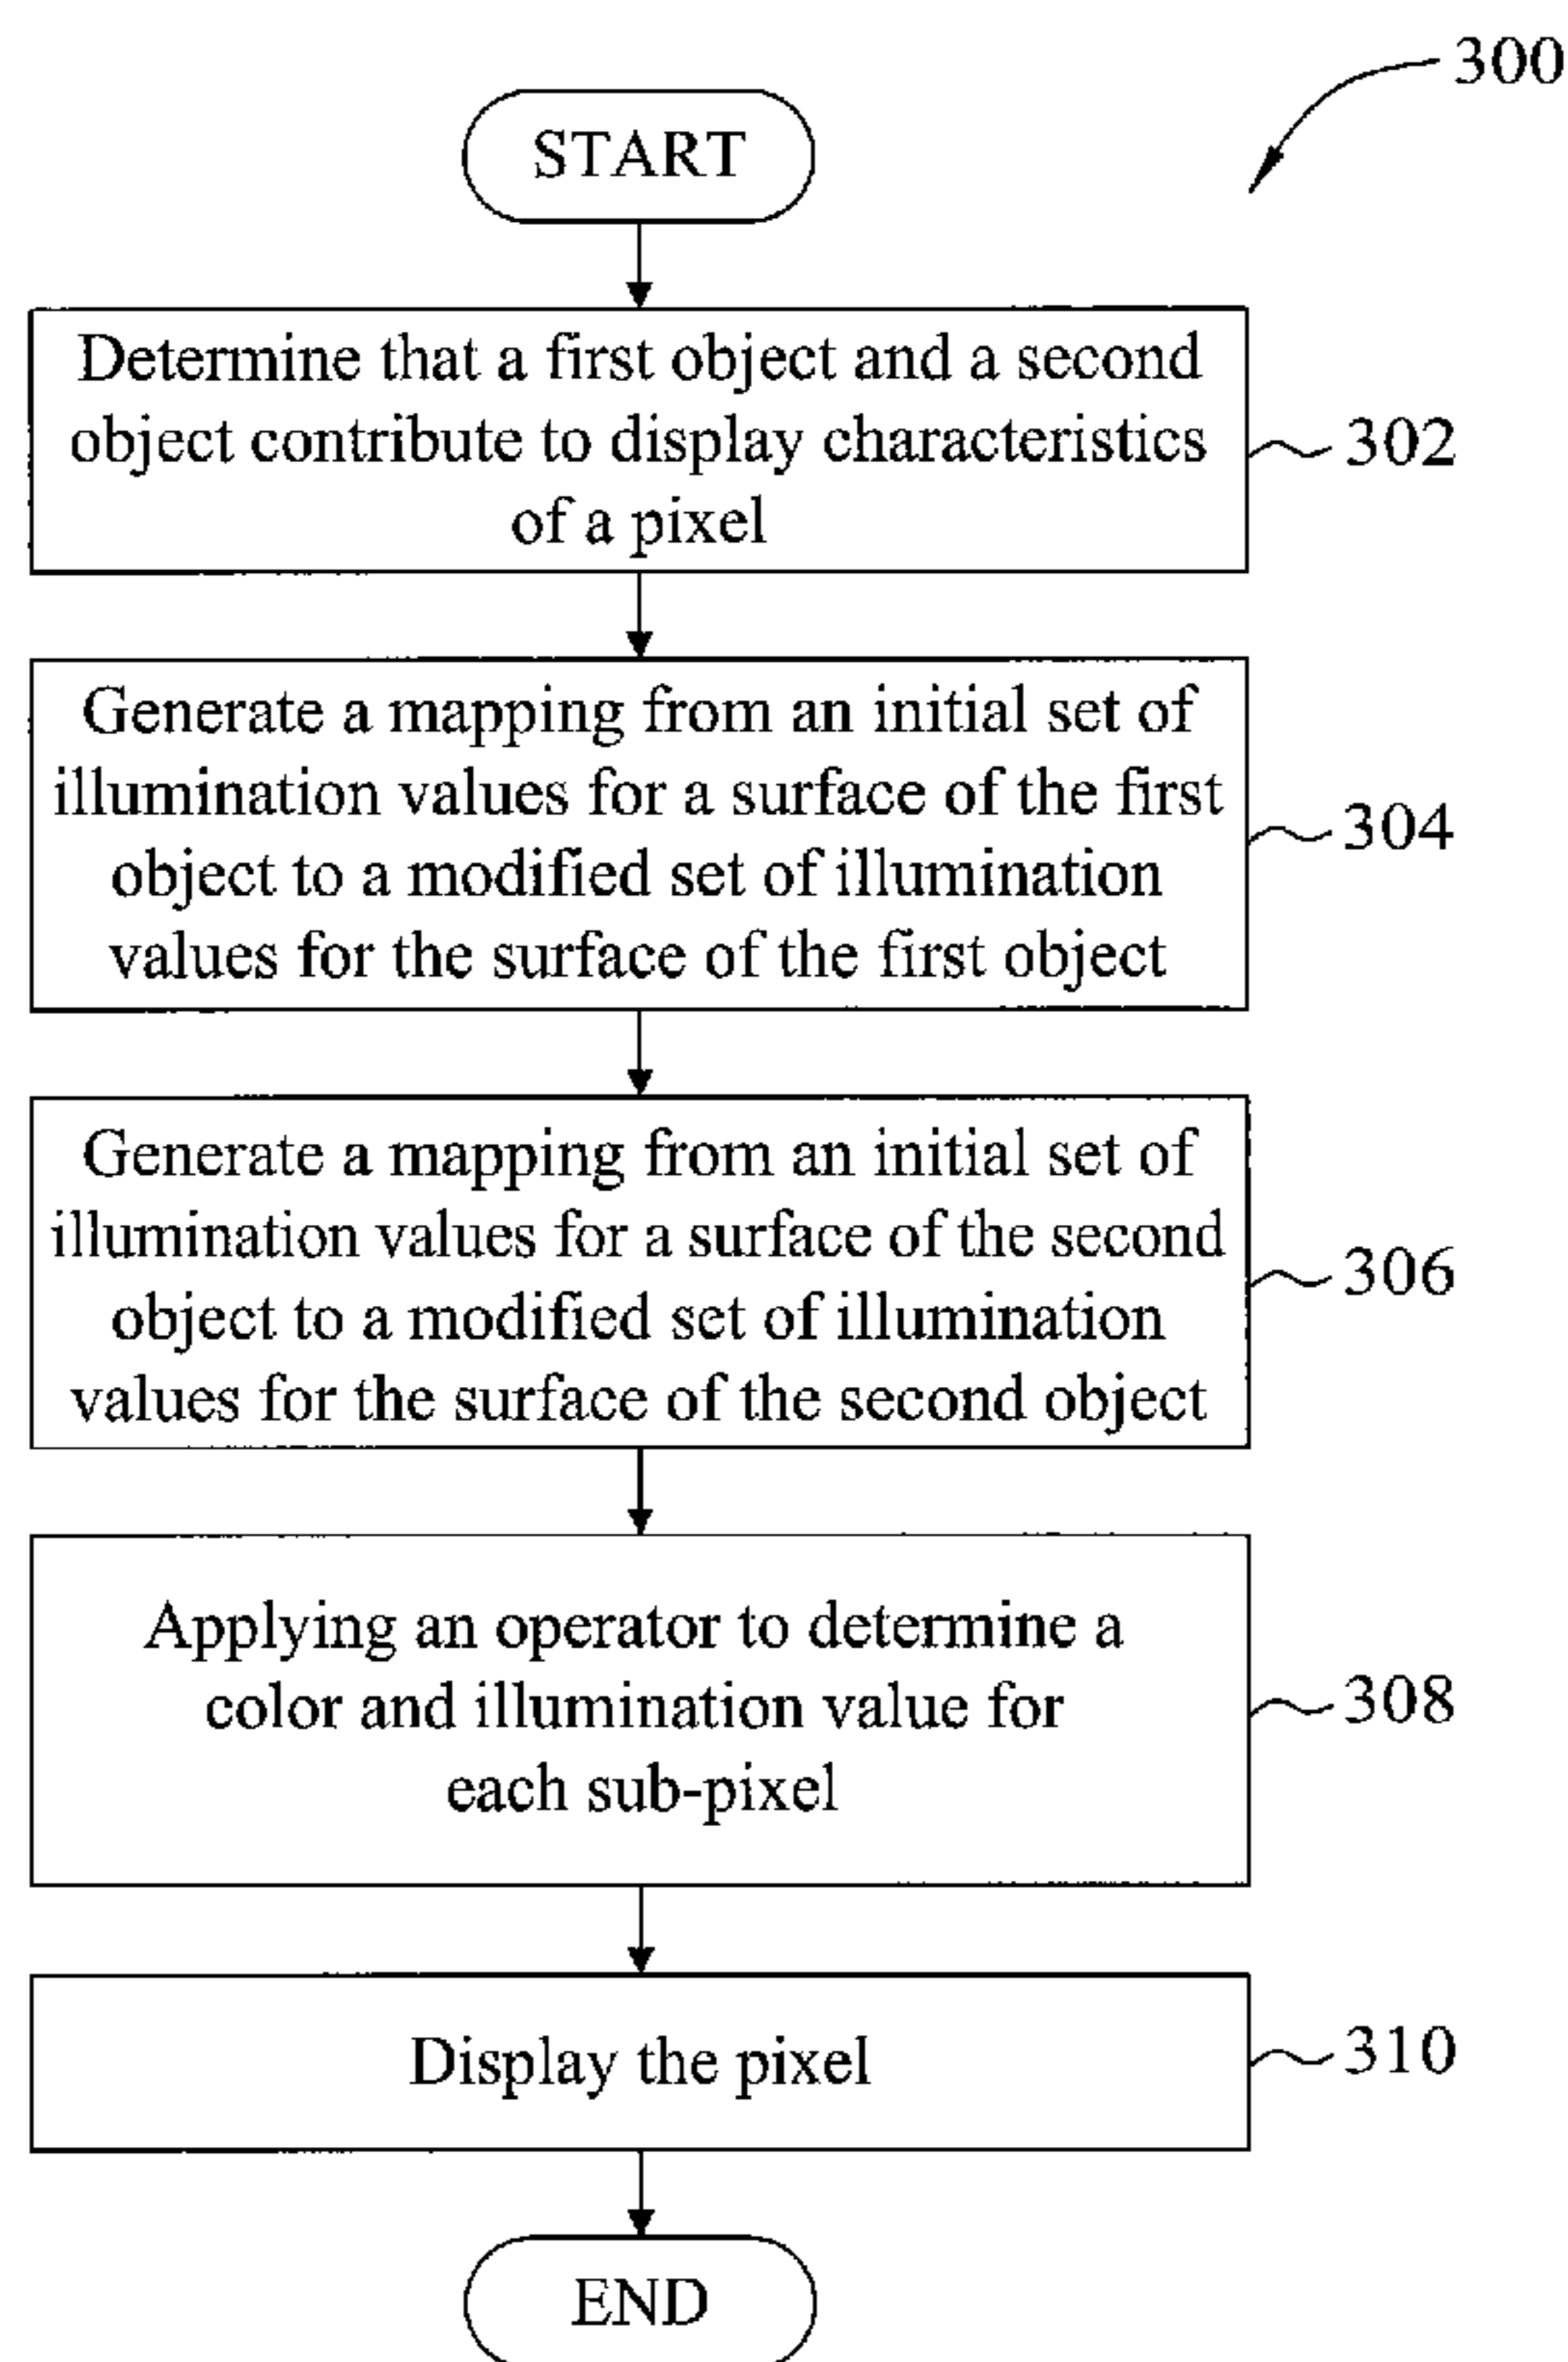 300
START
Determine that a first object and a second
object contribute to display characteristics
of a pixel
302
Generate a mapping from an initial set of
illumination values for a surface of the first
object to a modified set of illumination
values for the surface of the first object
304
Generate a mapping from an initial set of
illumination values for a surface of the second
object to a modified set of illumination
values for the surface of the second object
306
Applying an operator to determine a
color and illumination value for
each sub-pixel
308
Display the pixel
310
END